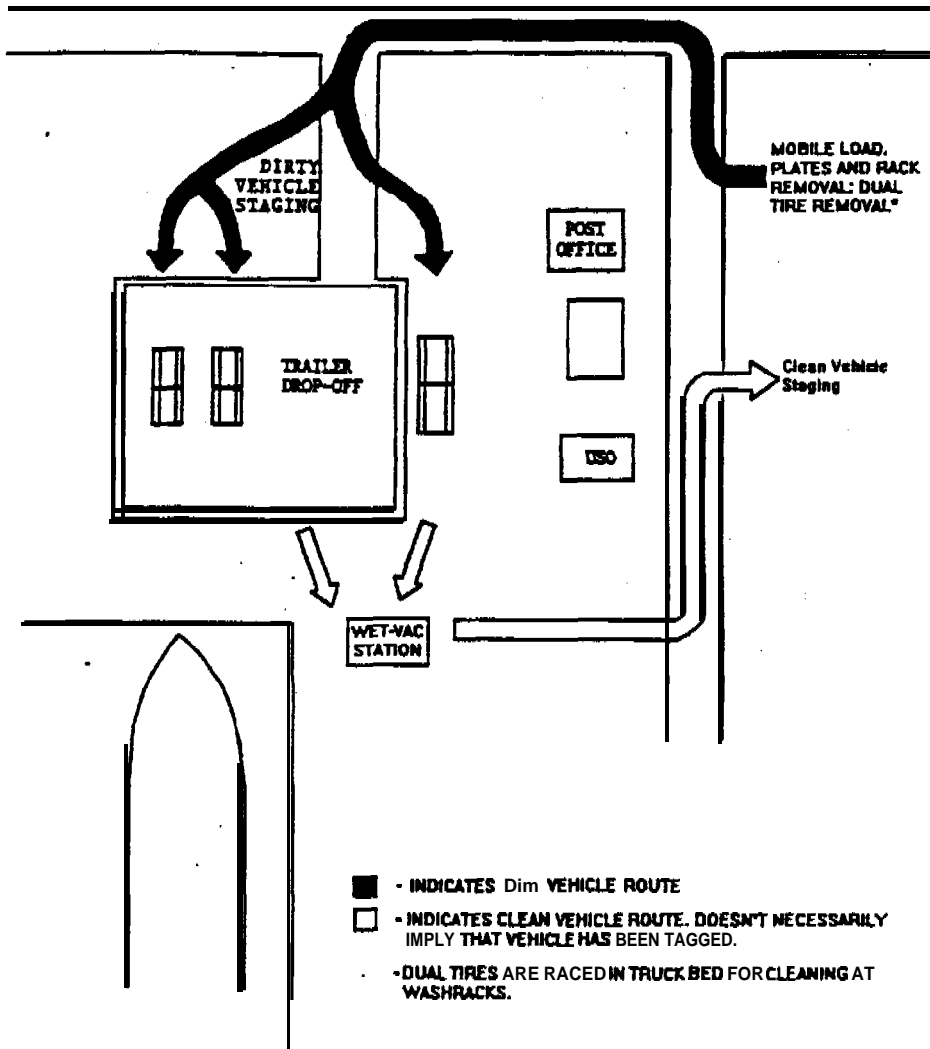 DIRTY
VEHICLE
STAGING
MOBILE LOAD,
PLATES AND RACK
REMOVAL: DUAL
TIRE REMOVAL*
POST
OFFICE
TRAILER
DROP-OFF
Clean Vehicle
Staging
USO
WET-VAC
STATION
- INDICATES Dim VEHICLE ROUTE
- INDICATES CLEAN VEHICLE ROUTE. DOESN'T NECESSARILY
IMPLY THAT VEHICLE HAS BEEN TAGGED.
- DUAL TIRES ARE RACED IN TRUCK BED FOR CLEANING AT
WASHRACKS.